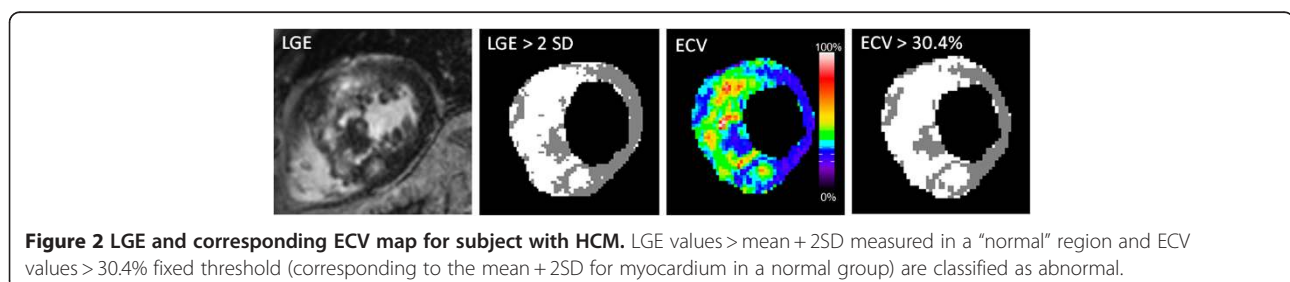 LGE
LGE > 2 SD
ECV
100%
0%
ECV > 30.4%
Figure 2 LGE and corresponding ECV map for subject with HCM. LGE values > mean + 2SD measured in a “normal” region and ECV
values > 30.4% fixed threshold (corresponding to the mean + 2SD for myocardium in a normal group) are classified as abnormal.